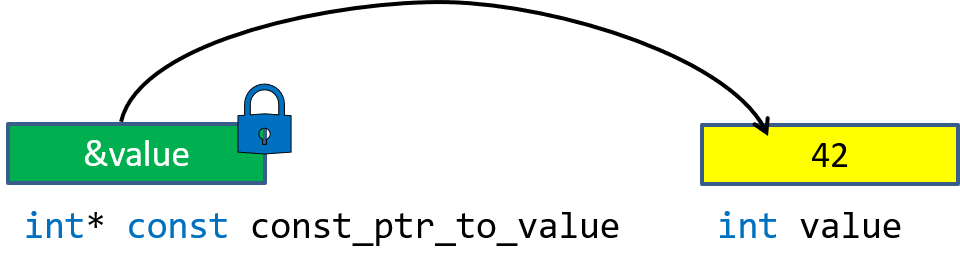 &value
42
int* const const_ptr_to_value
int value